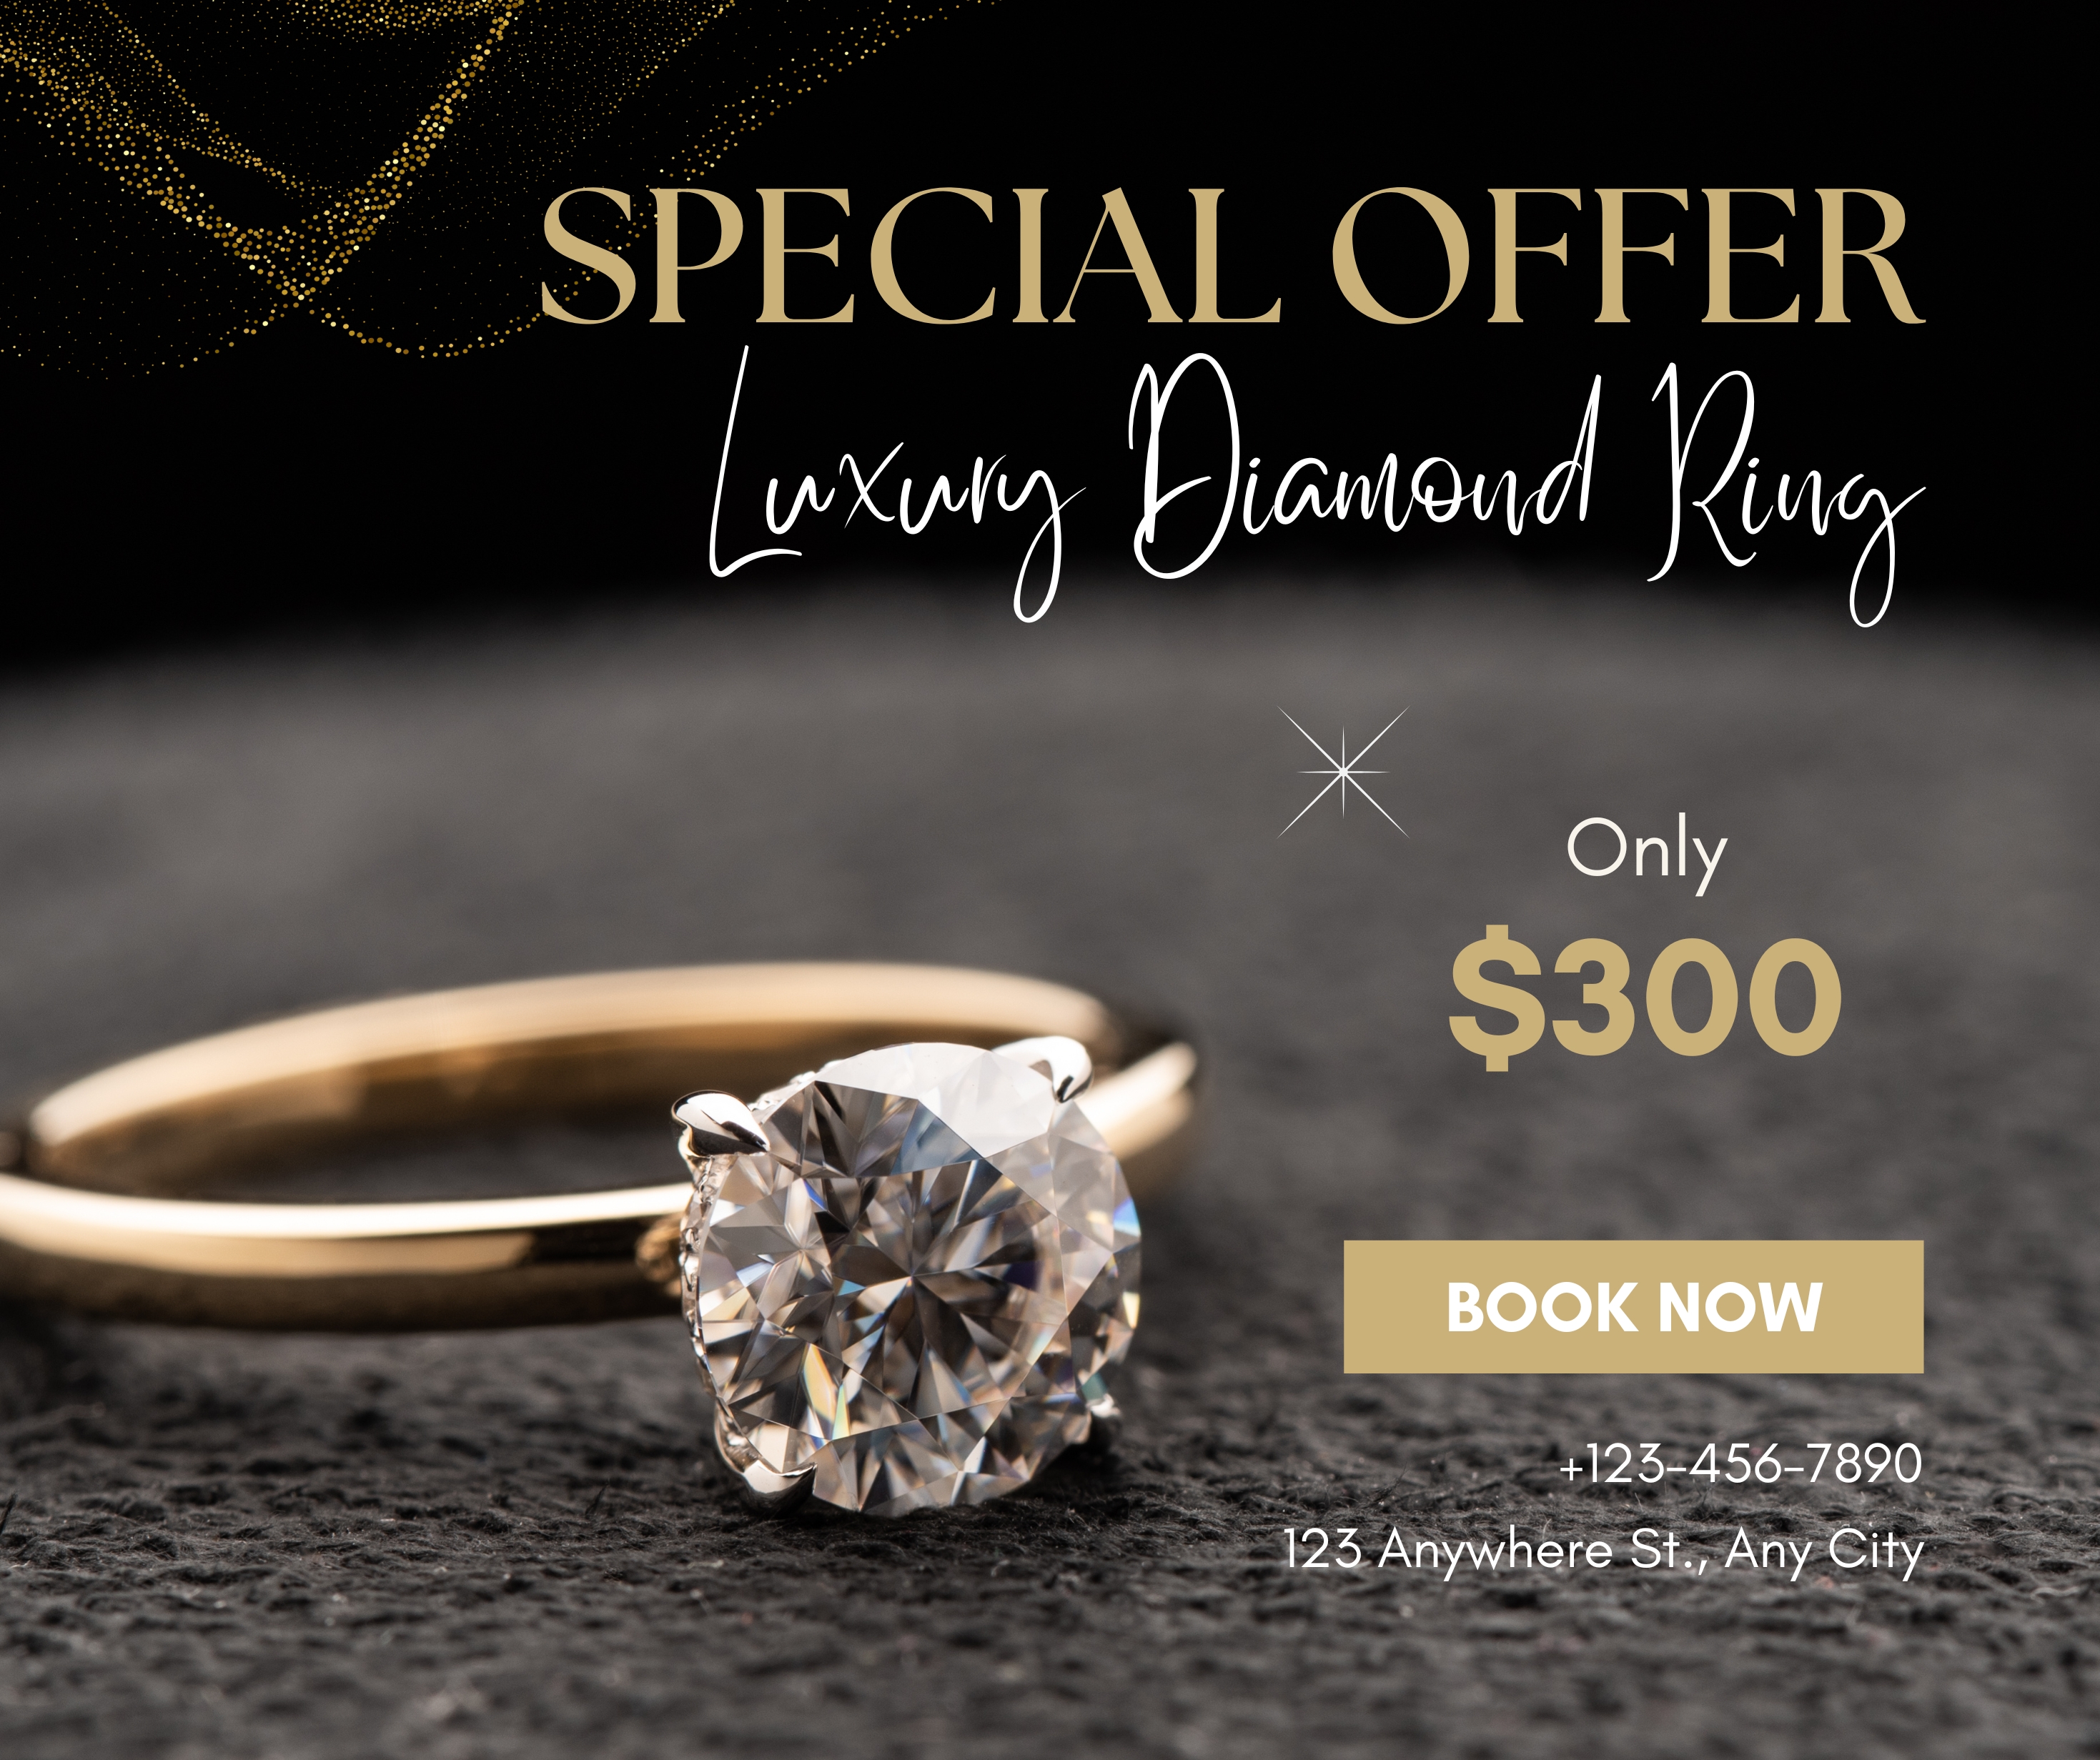 SPECIAL OFFER
Luxury Diamond Ring
Only
$300
BOOK NOW
+123-456-7890
123 Anywhere St., Any City